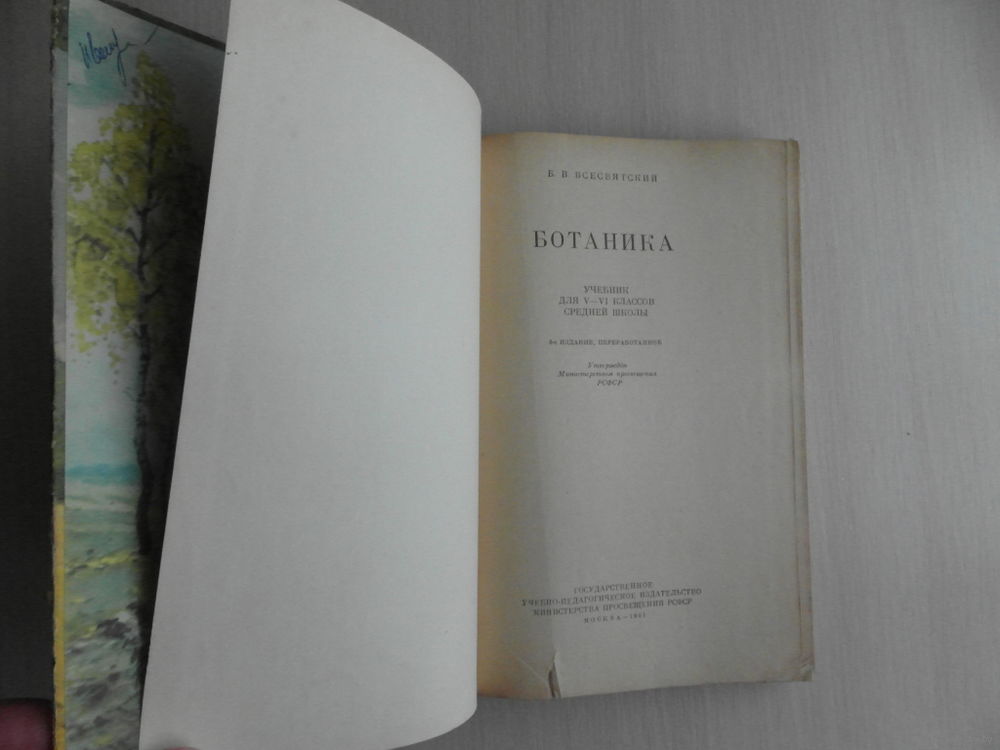 Б. В. ВСЕСВЯТСКИЙ
БОТАНИКА
УЧЕБНИК
ДЛЯ V—VI КЛАССОВ
СРЕДНЕЙ ШКОЛЫ
ИЗДАНИЕ, ПЕРЕРАБОТАННОЕ
Утверждён
Министерством просвещения
РСФСР
ГОСУДАРСТВЕННОЕ
УЧЕБНО-ПЕДАГОГИЧЕСКОЕ ИЗДАТЕЛЬСТВО
МИНИСТЕРСТВА ПРОСВЕЩЕНИЯ РСФСР
МОСКВА — 1961